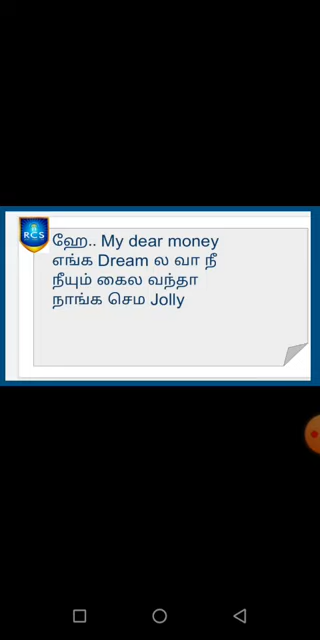 RCS
ஹே.. My dear money
எங்க Dream ல வா நீ
நீயும் கைல வந்தா
நாங்க செம Jolly